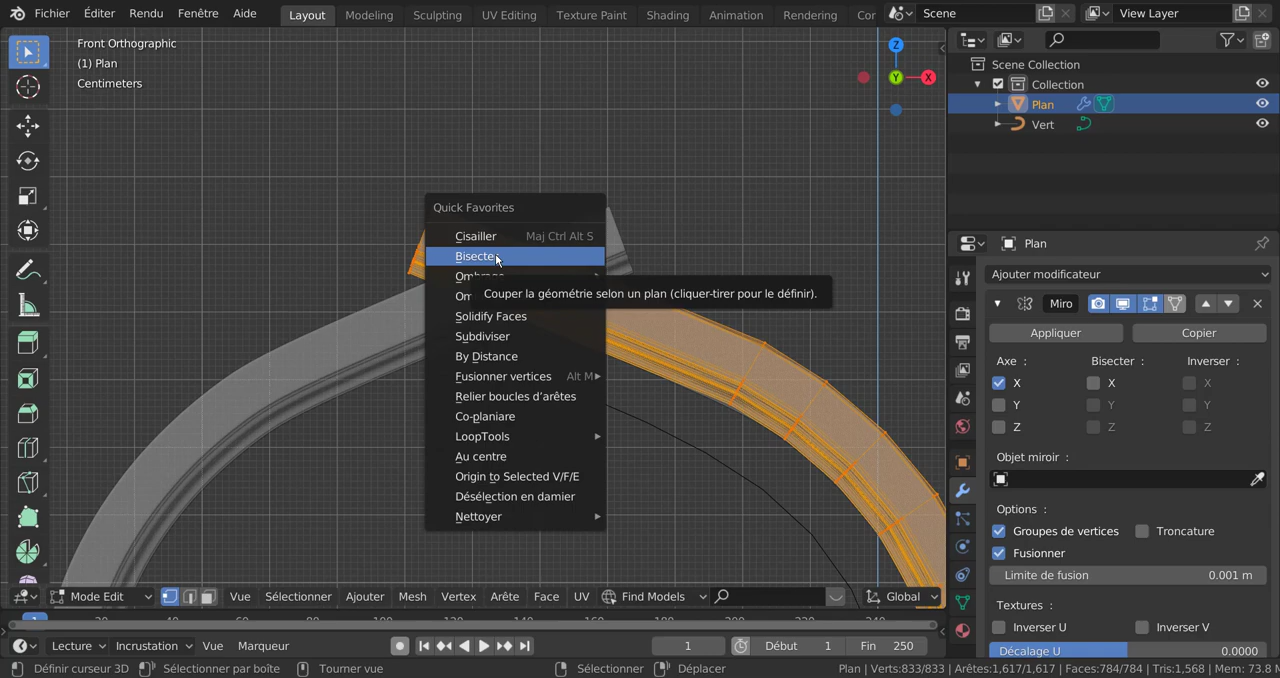 Fichier Éditer Rendu Fenêtre Aide Layout Modeling Sculpting UV Editing Texture Paint Shading Animation Rendering Scene View Layer
Front Orthographic
(1) Plan
Centimeters
Z
Y
X
Scene Collection
Collection
Plan
Vert
Quick Favorites
Cisailler Maj Ctrl Alt S
Bisecter
Couper la géométrie selon un plan (cliquer-tirer pour le définir).
Solidify Faces
Subdiviser
By Distance
Fusionner vertices Alt M
Relier boucles d'arêtes
Co-planaire
LoopTools
Au centre
Origin to Selected V/F/E
Désélection en damier
Nettoyer
Plan
Ajouter modificateur
Miro
Appliquer Copier
Axe : Bisecter : Inverser :
X X X
Y Y Y
Z Z Z
Objet miroir :
Options :
Groupes de vertices Troncature
Fusionner
Limite de fusion 0.001 m
Textures :
Inverser U Inverser V
Décalage U 0.0000
Mode Edit Vue Sélectionner Ajouter Mesh Vertex Arête Face UV Find Models Global
Lecture Incrustation Vue Marqueur 1 Début 1 Fin 250
Définir curseur 3D Sélectionner par boîte Tourner vue Sélectionner Déplacer Plan | Verts:833/833 | Arêtes:1,617/1,617 | Faces:784/784 | Tris:1,568 | Mem: 73.8 M